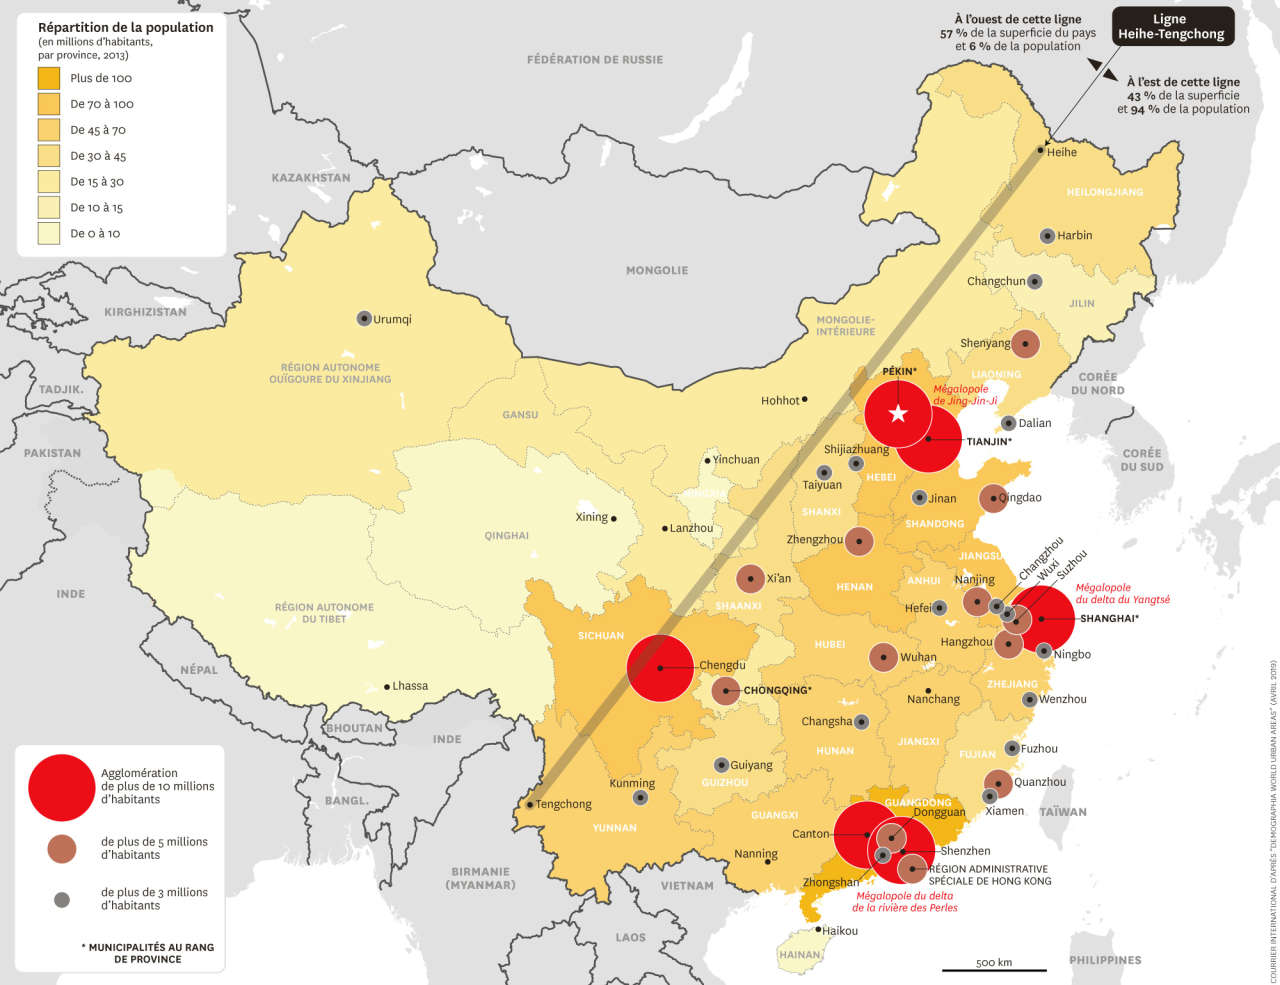 Répartition de la population
(en millions d'habitants,
par province, 2013)
Plus de 100
De 70 à 100
De 45 à 70
De 30 à 45
De 15 à 30
De 10 à 15
De 0 à 10
À l'ouest de cette ligne
57 % de la superficie du pays
et 6 % de la population
Ligne
Heihe-Tengchong
À l'est de cette ligne
43 % de la superficie
et 94 % de la population
FÉDÉRATION DE RUSSIE
KAZAKHSTAN
Heihe
HEILONGJIANG
Harbin
MONGOLIE
Changchun
JILIN
KIRGHIZISTAN
Urumqi
MONGOLIE-
INTÉRIEURE
Shenyang
RÉGION AUTONOME
OUÏGOURE DU XINJIANG
PÉKIN*
LIAONING
CORÉE
DU NORD
TADJIK.
Mégalopole
de Jing-Jin-Ji
Hohhot
GANSU
Dalian
TIANJIN*
PAKISTAN
Shijiazhuang
CORÉE
DU SUD
Yinchuan
Taiyuan
HEBEI
NINGXIA
Jinan
Qingdao
Xining
SHANXI
SHANDONG
Lanzhou
QINGHAI
Zhengzhou
JIANGSU
Changzhou
Wuxi
Suzhou
Xi'an
HENAN
ANHUI
Nanjing
INDE
Mégalopole
du delta du Yangtsé
RÉGION AUTONOME
DU TIBET
SHAANXI
Hefei
SHANGHAI*
SICHUAN
HUBEI
Hangzhou
Ningbo
NÉPAL
Chengdu
Wuhan
Lhassa
CHONGQING*
ZHEJIANG
Nanchang
Wenzhou
BHOUTAN
INDE
Changsha
HUNAN
JIANGXI
FUJIAN
Fuzhou
Guiyang
GUIZHOU
Kunming
Quanzhou
Tengchong
GUANGDONG
Dongguan
Xiamen
TAÏWAN
BANGL.
GUANGXI
YUNNAN
Canton
Shenzhen
Nanning
RÉGION ADMINISTRATIVE
SPÉCIALE DE HONG KONG
BIRMANIE
(MYANMAR)
VIETNAM
Zhongshan
Mégalopole du delta
de la rivière des Perles
Haikou
LAOS
HAINAN
500 km
PHILIPPINES
Agglomération
de plus de 10 millions
d'habitants
de plus de 5 millions
d'habitants
de plus de 3 millions
d'habitants
* MUNICIPALITÉS AU RANG
DE PROVINCE
COURRIER INTERNATIONAL D'APRÈS "DEMOGRAPHIA WORLD URBAN AREAS" (AVRIL 2019)